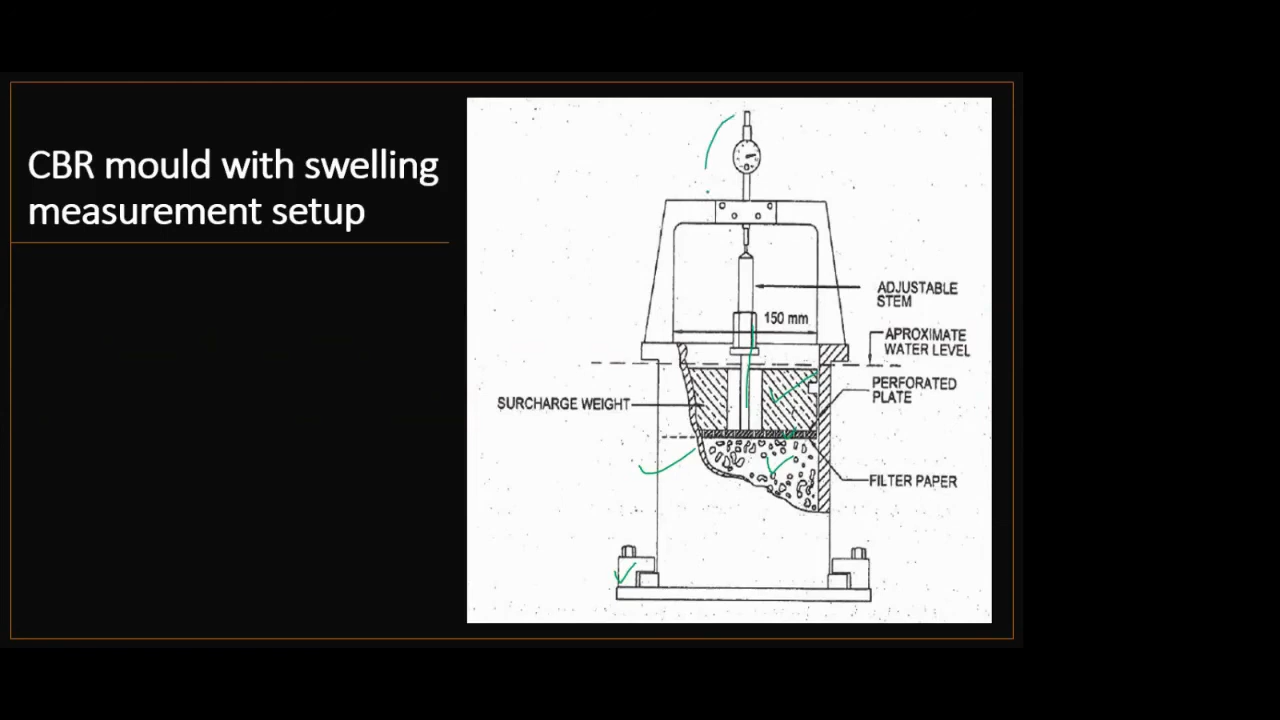 CBR mould with swelling
measurement setup
ADJUSTABLE
STEM
150 mm
APROXIMATE
WATER LEVEL
PERFORATED
PLATE
SURCHARGE WEIGHT
FILTER PAPER